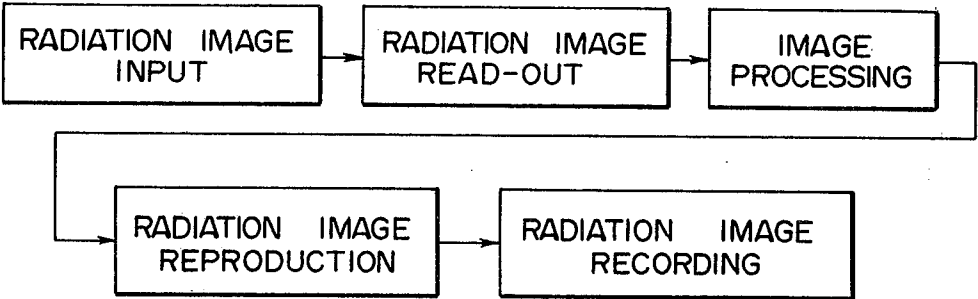 RADIATION IMAGE
INPUT
RADIATION IMAGE
READ-OUT
IMAGE
PROCESSING
RADIATION IMAGE
REPRODUCTION
RADIATION IMAGE
RECORDING